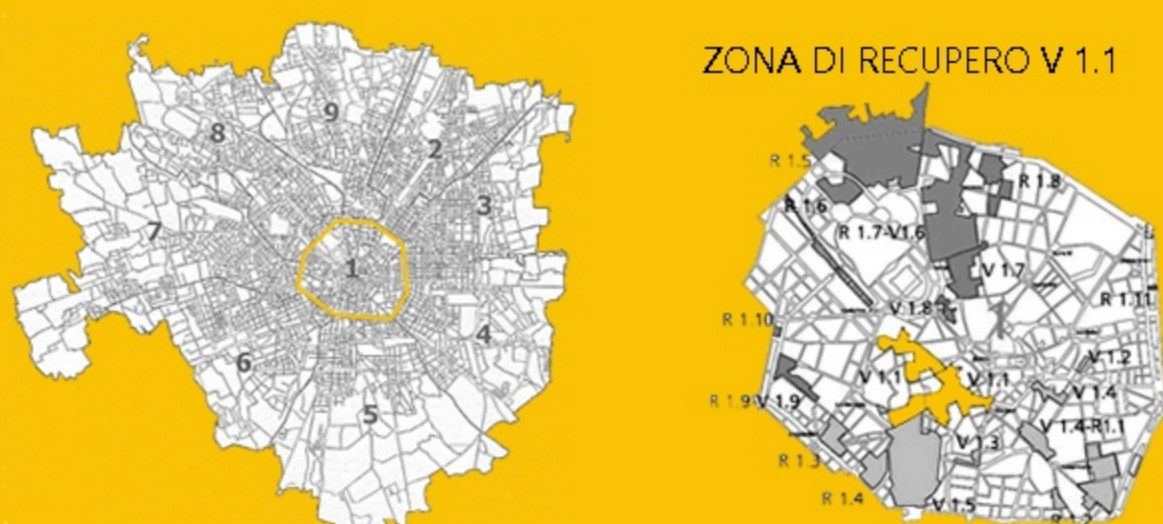 9
8
2
3
7
1
4
6
5
ZONA DI RECUPERO V 1.1
R 1.5
R 1.8
R 1.6
R 1.7-V1.6
V 1.7
R 1.11
V 1.8
1
R 1.10
V 1.2
V 1.1
V 1.1
V 1.4
R 1.9
V 1.9
V 1.4-R1.1
V 1.3
R 1.3
R 1.4
V 1.5